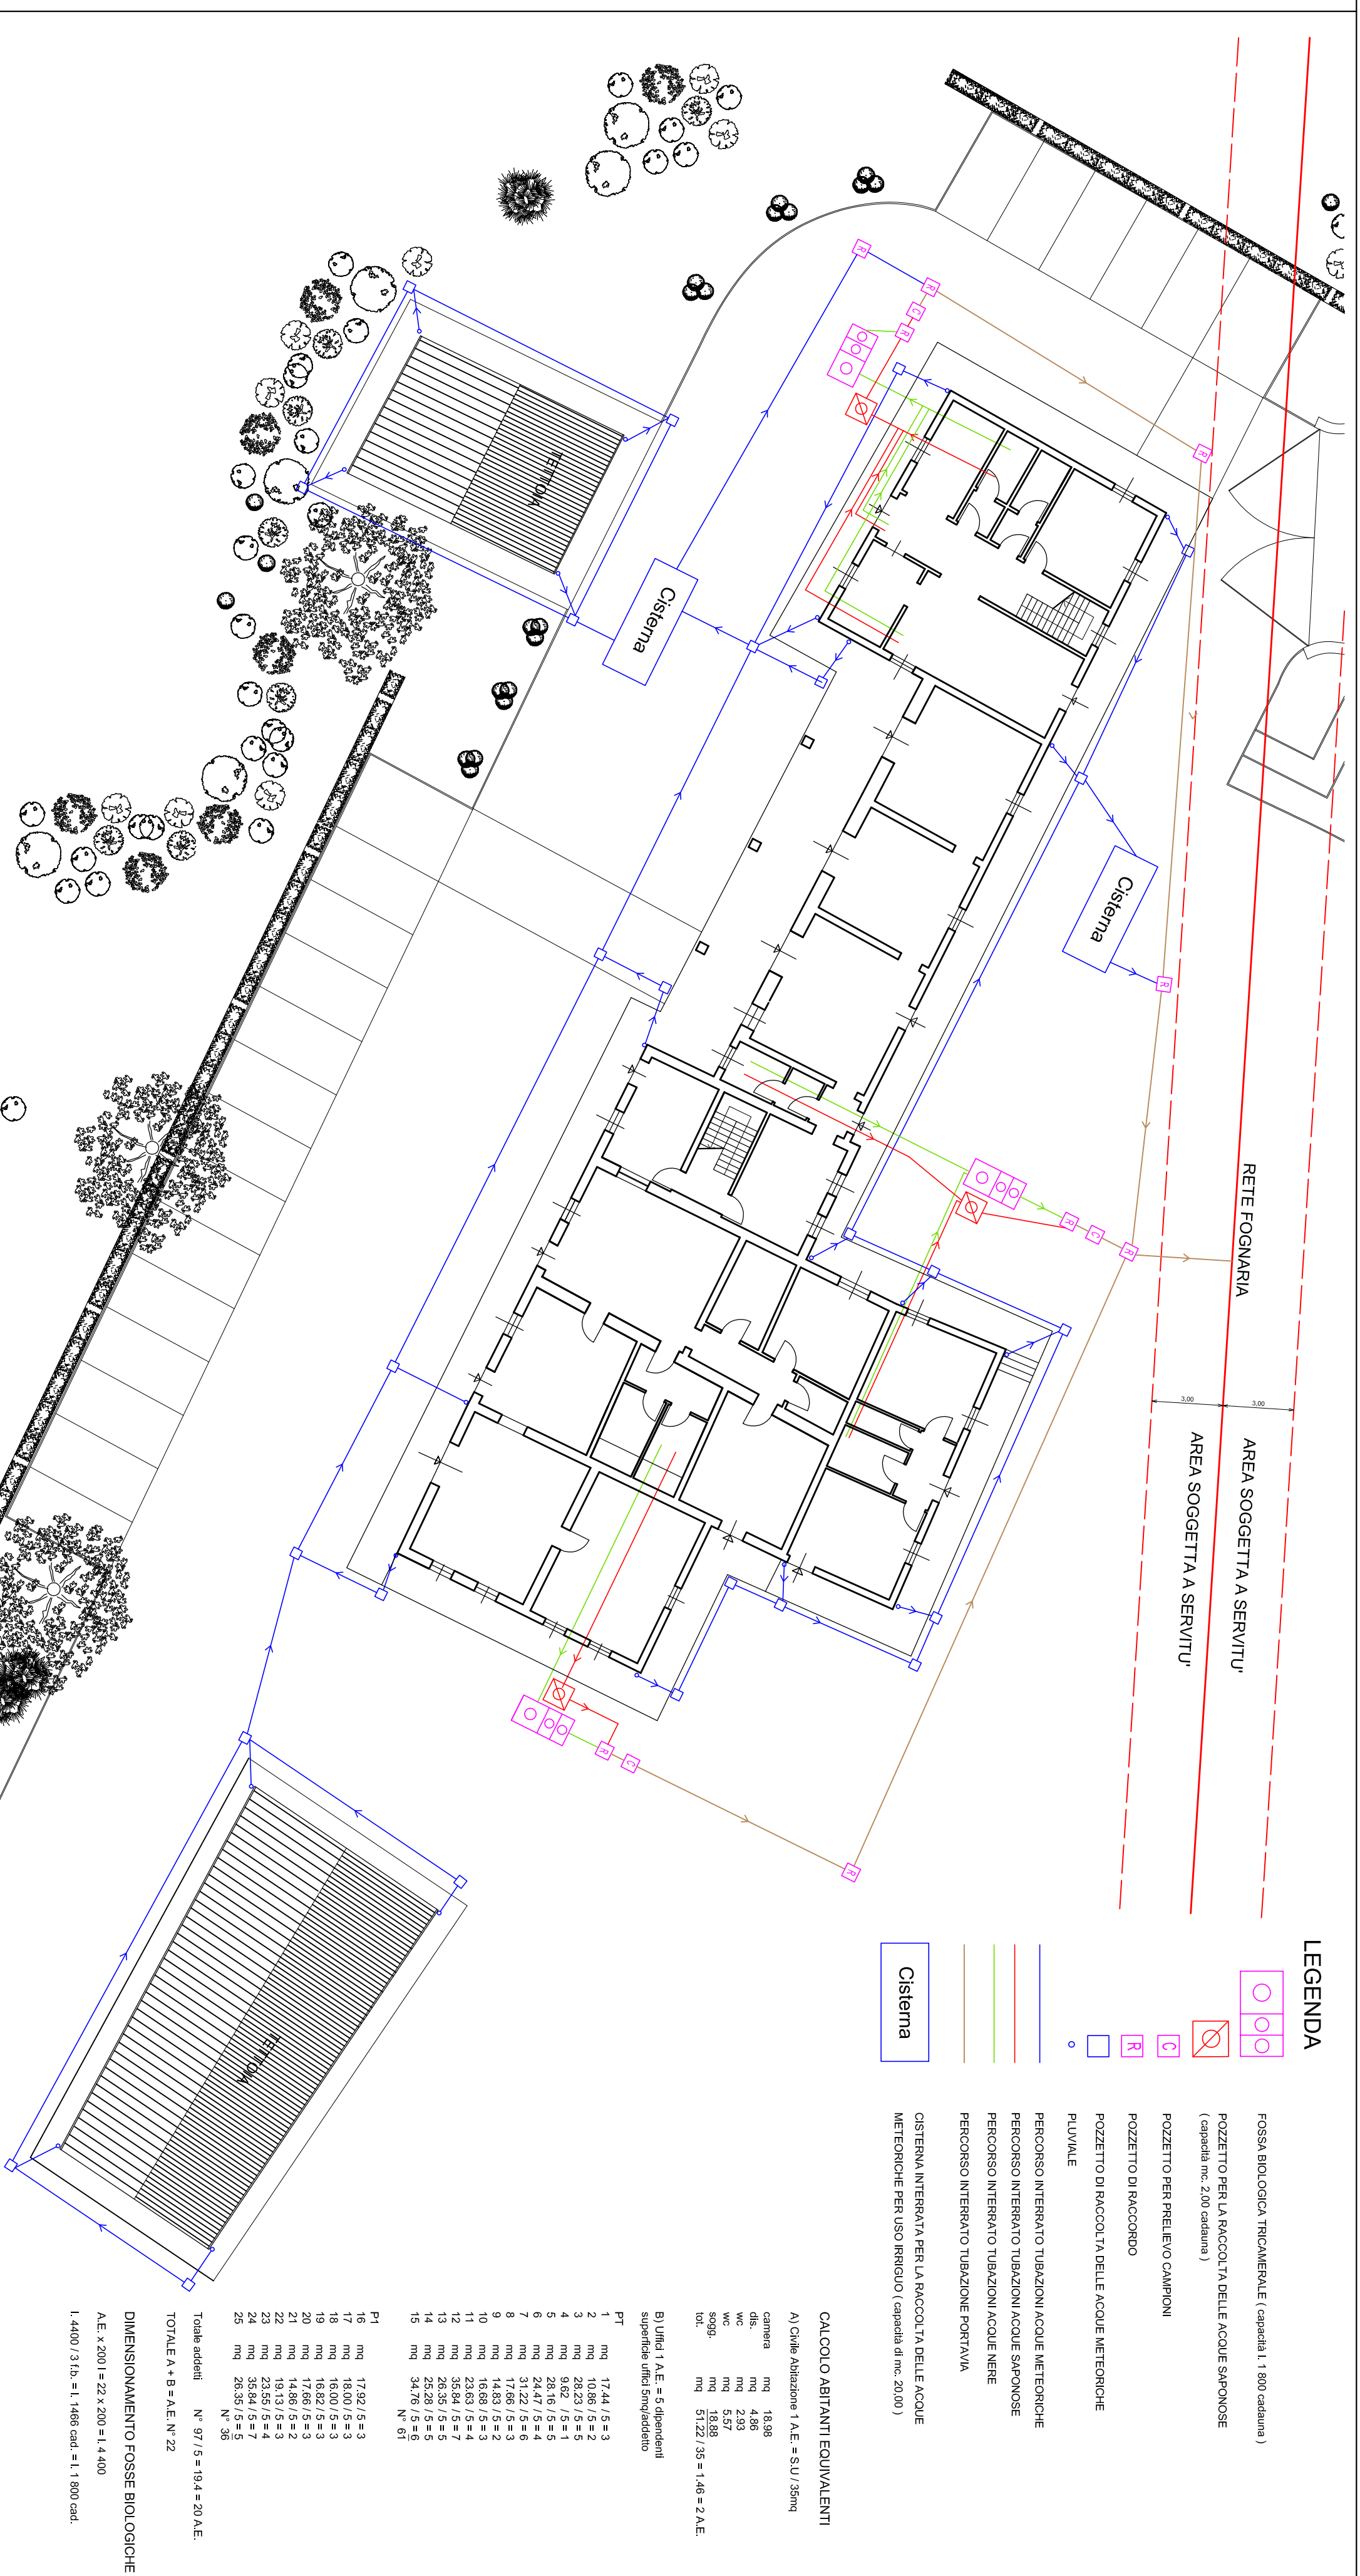 RETE FOGNARIA
3,00
3,00
AREA SOGGETTA A SERVITU'
AREA SOGGETTA A SERVITU'
Cisterna
Cisterna
TETTOIA
TETTOIA
R
R
C
R
R
R
R
C
R
R
C
R
LEGENDA
FOSSA BIOLOGICA TRICAMERALE ( capacità l. 1 800 cadauna )
POZZETTO PER LA RACCOLTA DELLE ACQUE SAPONOSE
( capacità mc. 2,00 cadauna )
C POZZETTO PER PRELIEVO CAMPIONI
R POZZETTO DI RACCORDO
POZZETTO DI RACCOLTA DELLE ACQUE METEORICHE
PLUVIALE
PERCORSO INTERRATO TUBAZIONI ACQUE METEORICHE
PERCORSO INTERRATO TUBAZIONI ACQUE SAPONOSE
PERCORSO INTERRATO TUBAZIONI ACQUE NERE
PERCORSO INTERRATO TUBAZIONE PORTAVIA
Cisterna
CISTERNA INTERRATA PER LA RACCOLTA DELLE ACQUE
METEORICHE PER USO IRRIGUO ( capacità di mc. 20,00 )
CALCOLO ABITANTI EQUIVALENTI
A) Civile Abitazione 1 A.E. = S.U / 35mq
camera mq 18.98
dis. mq 4.86
wc mq 2.93
wc mq 5.57
sogg. mq 18.88
tot. mq 51.22 / 35 = 1.46 = 2 A.E.
B) Uffici 1 A.E. = 5 dipendenti
superficie uffici 5mq/addetto
PT
1 mq 17.44 / 5 = 3
2 mq 10.86 / 5 = 2
3 mq 28.23 / 5 = 5
4 mq 9.62 / 5 = 1
5 mq 28.16 / 5 = 5
6 mq 24.47 / 5 = 4
7 mq 31.22 / 5 = 6
8 mq 17.66 / 5 = 3
9 mq 14.83 / 5 = 2
10 mq 16.68 / 5 = 3
11 mq 23.63 / 5 = 4
12 mq 35.84 / 5 = 7
13 mq 26.35 / 5 = 5
14 mq 25.28 / 5 = 5
15 mq 34.76 / 5 = 6
N° 61
P1
16 mq 17.92 / 5 = 3
17 mq 18.00 / 5 = 3
18 mq 16.00 / 5 = 3
19 mq 16.82 / 5 = 3
20 mq 17.66 / 5 = 3
21 mq 14.86 / 5 = 2
22 mq 19.13 / 5 = 3
23 mq 23.55 / 5 = 4
24 mq 35.84 / 5 = 7
25 mq 26.35 / 5 = 5
N° 36
Totale addetti N° 97 / 5 = 19.4 = 20 A.E.
TOTALE A + B = A.E. N° 22
DIMENSIONAMENTO FOSSE BIOLOGICHE
A.E. x 200 l = 22 x 200 = l. 4 400
l. 4400 / 3 f.b. = l. 1466 cad. = l. 1 800 cad.